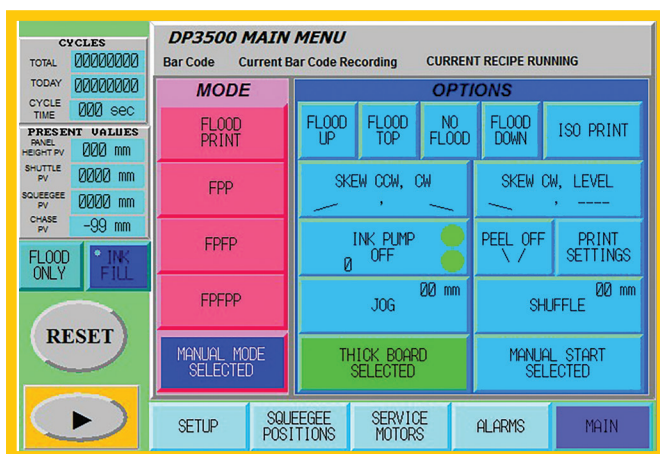 CYCLES
TOTAL 00000000
TODAY 00000000
CYCLE TIME 000 sec
PRESENT VALUES
PANEL HEIGHT PV 000 mm
SHUTTLE PV 0000 mm
SQUEEGEE PV 0000 mm
CHASE PV -99 mm
FLOOD ONLY
INK FILL
RESET
DP3500 MAIN MENU
Bar Code Current Bar Code Recording CURRENT RECIPE RUNNING
MODE
FLOOD PRINT
FPP
FPFP
FPFPP
MANUAL MODE SELECTED
OPTIONS
FLOOD UP
FLOOD TOP
NO FLOOD
FLOOD DOWN
ISO PRINT
SKEW CCW, CW
\_ , _
SKEW CW, LEVEL
\_ , ----
INK PUMP
0 OFF
PEEL OFF
\ /
PRINT SETTINGS
00 mm
JOG
00 mm
SHUFFLE
THICK BOARD SELECTED
MANUAL START SELECTED
SETUP
SQUEEGEE POSITIONS
SERVICE MOTORS
ALARMS
MAIN